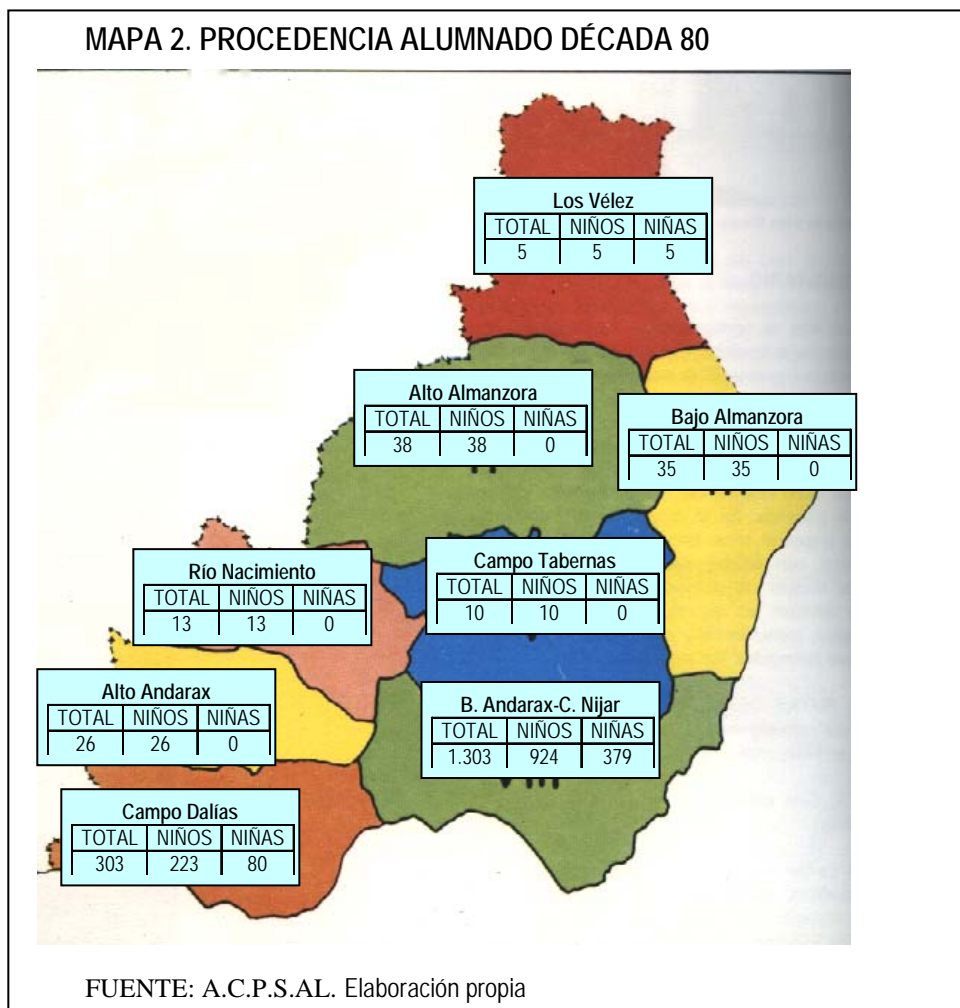 MAPA 2. PROCEDENCIA ALUMNADO DÉCADA 80
Los Vélez
TOTAL NIÑOS NIÑAS
5 5 5
Alto Almanzora
TOTAL NIÑOS NIÑAS
38 38 0
Bajo Almanzora
TOTAL NIÑOS NIÑAS
35 35 0
Río Nacimiento
TOTAL NIÑOS NIÑAS
13 13 0
Campo Tabernas
TOTAL NIÑOS NIÑAS
10 10 0
Alto Andarax
TOTAL NIÑOS NIÑAS
26 26 0
B. Andarax-C. Nijar
TOTAL NIÑOS NIÑAS
1.303 924 379
Campo Dalías
TOTAL NIÑOS NIÑAS
303 223 80
FUENTE: A.C.P.S.AL. Elaboración propia